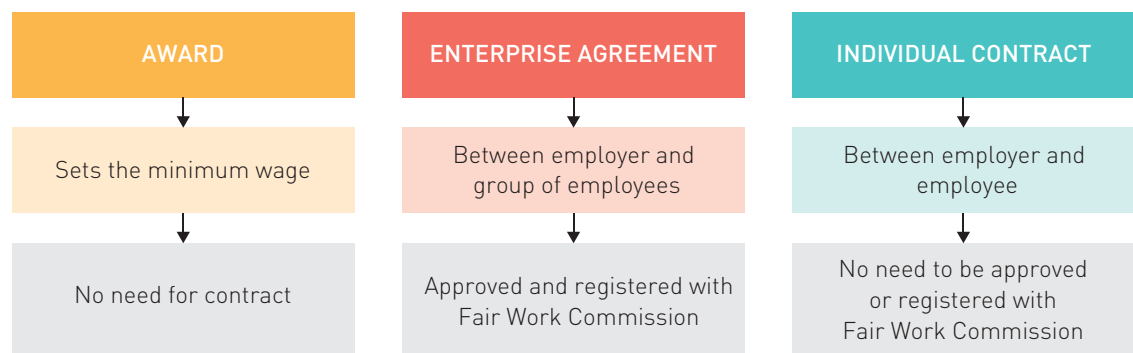 AWARD
Sets the minimum wage
No need for contract
ENTERPRISE AGREEMENT
Between employer and
group of employees
Approved and registered with
Fair Work Commission
INDIVIDUAL CONTRACT
Between employer and
employee
No need to be approved
or registered with
Fair Work Commission